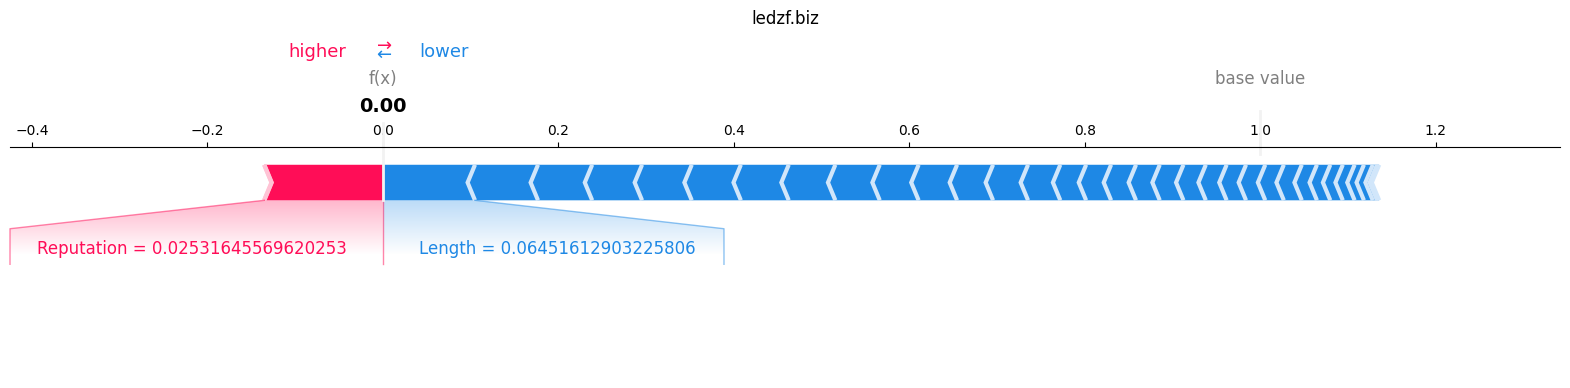 ledzf.biz
higher ⇄ lower
f(x)
base value
0.00
−0.4 −0.2 0.0 0.2 0.4 0.6 0.8 1.0 1.2
Reputation = 0.02531645569620253
Length = 0.06451612903225806